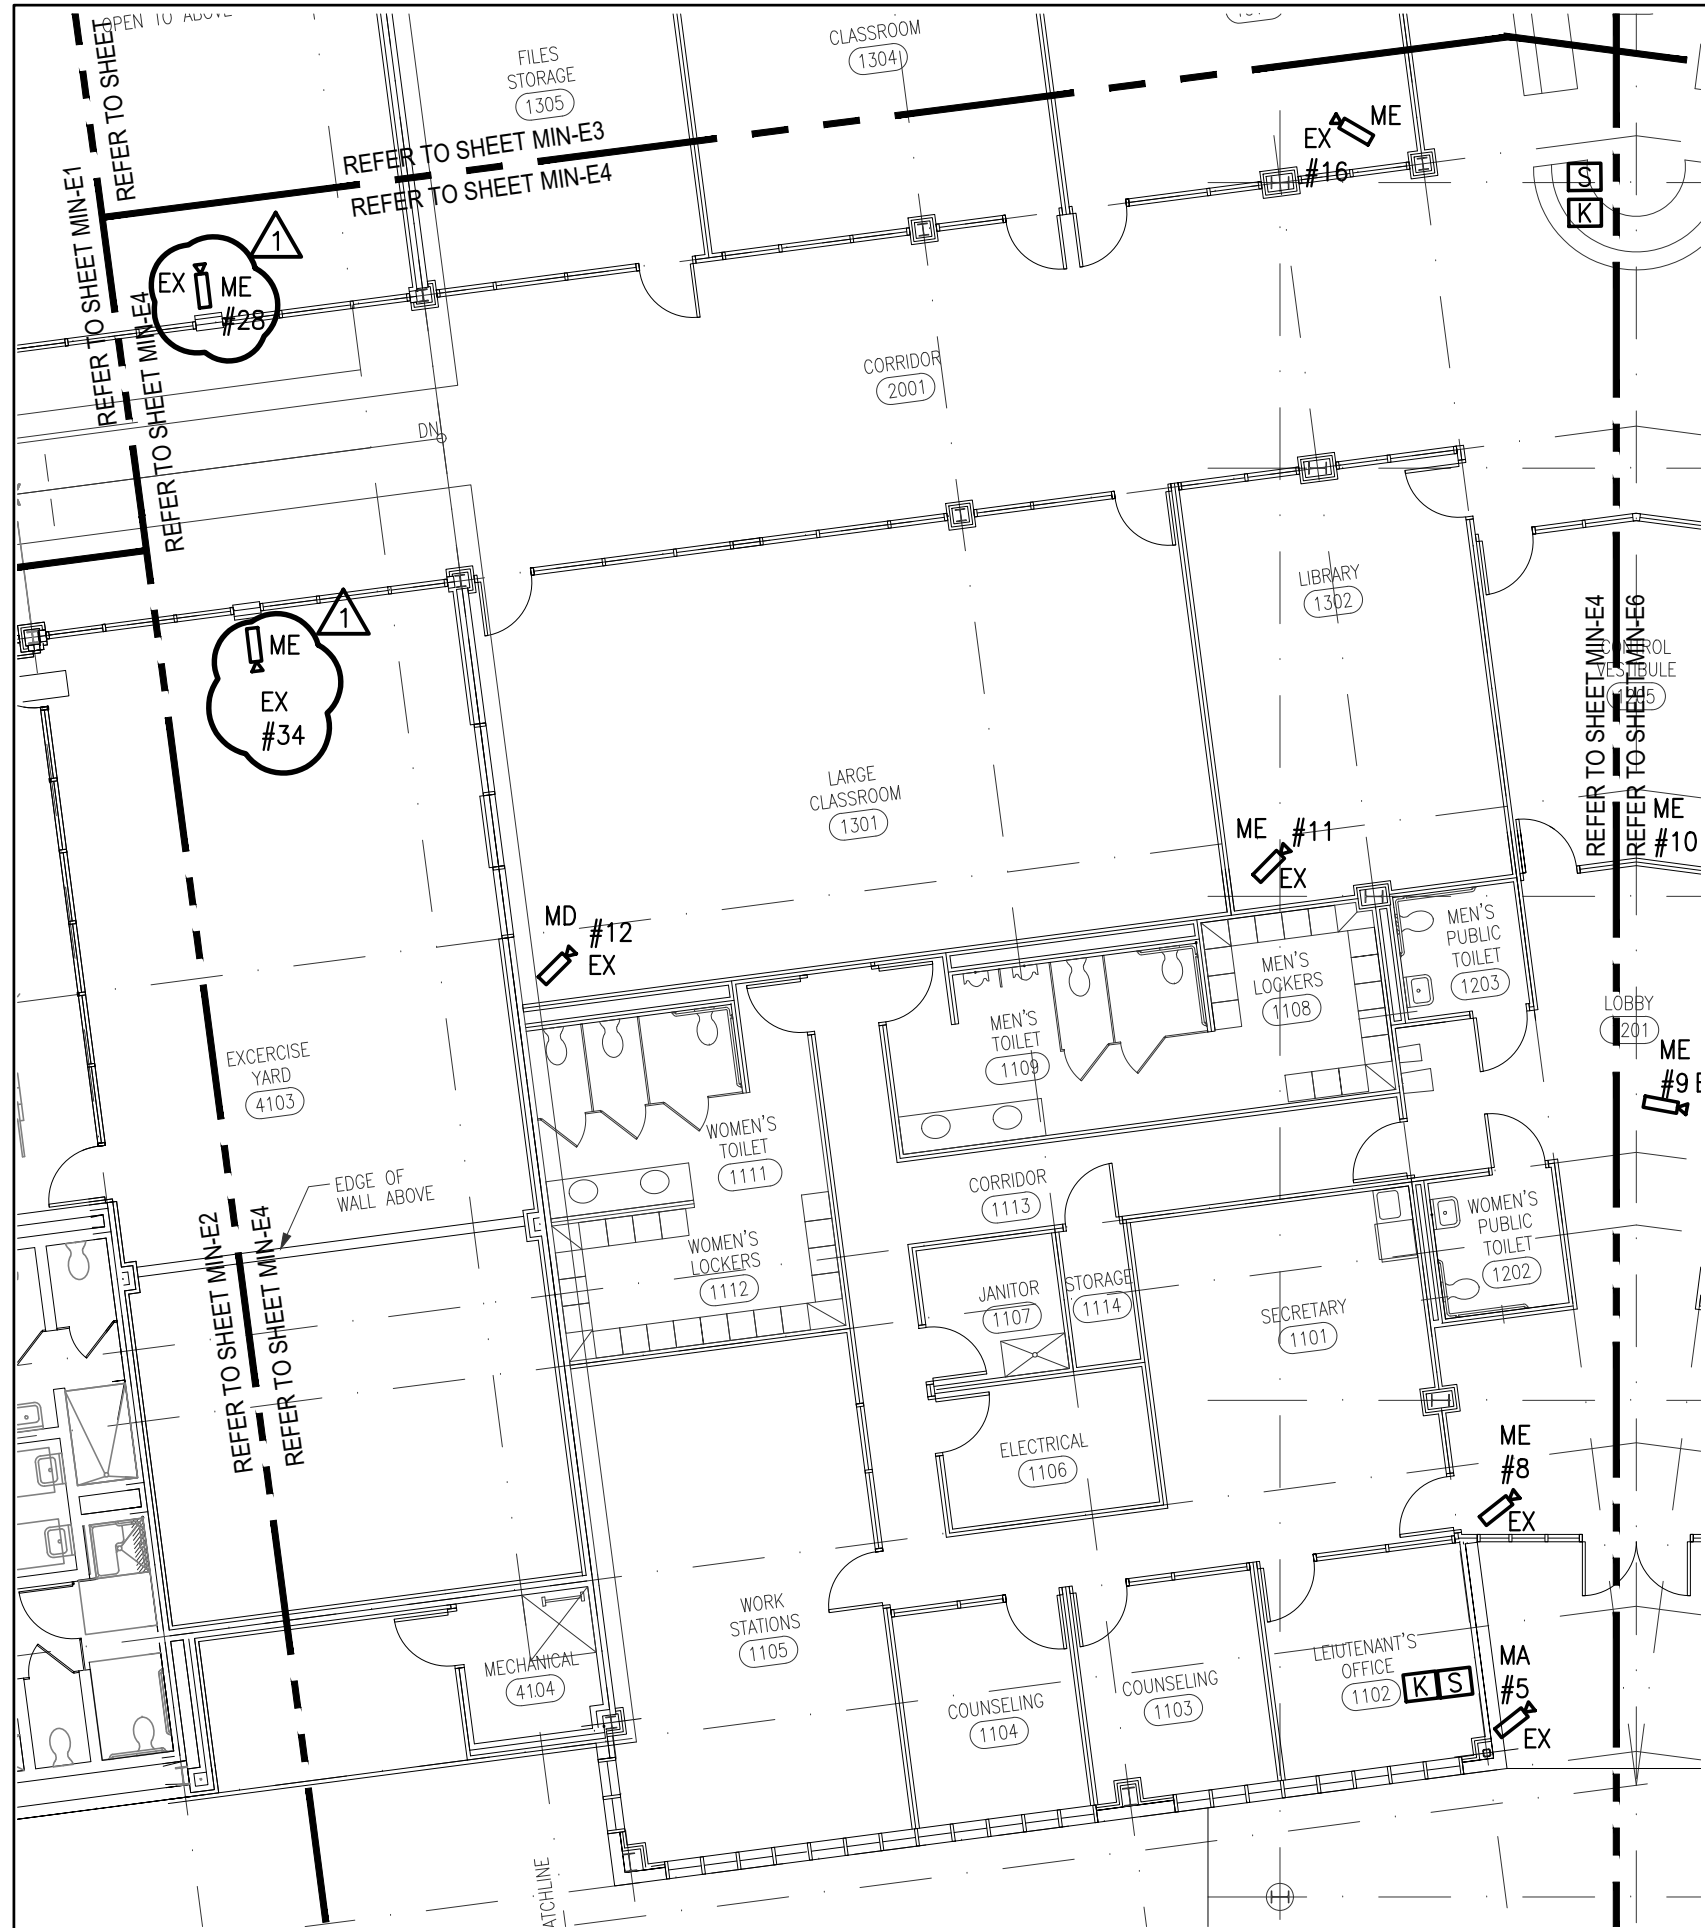 OPEN TO ABOVE
REFER TO SHEET
REFER TO SHEET MIN-E1
FILES
STORAGE
1305
CLASSROOM
1304
REFER TO SHEET MIN-E3
REFER TO SHEET MIN-E4
EX
ME
#16
S
K
1
EX
ME
#28
REFER TO SHEET MIN-E4
CORRIDOR
2001
DN
1
ME
EX
#34
LIBRARY
1302
REFER TO SHEET MIN-E4
REFER TO SHEET MIN-E6
CONTROL
VESTIBULE
1205
LARGE
CLASSROOM
1301
ME
#11
EX
ME
#10
MD
#12
EX
MEN'S
PUBLIC
TOILET
1203
MEN'S
LOCKERS
1108
MEN'S
TOILET
1109
LOBBY
1201
ME
#9
EXCERCISE
YARD
4103
WOMEN'S
TOILET
1111
EDGE OF
WALL ABOVE
CORRIDOR
1113
WOMEN'S
PUBLIC
TOILET
1202
REFER TO SHEET MIN-E2
REFER TO SHEET MIN-E4
WOMEN'S
LOCKERS
1112
JANITOR
1107
STORAGE
1114
SECRETARY
1101
ELECTRICAL
1106
ME
#8
EX
WORK
STATIONS
1105
MECHANICAL
4104
COUNSELING
1104
COUNSELING
1103
LEIUTENANT'S
OFFICE
1102
K
S
MA
#5
EX